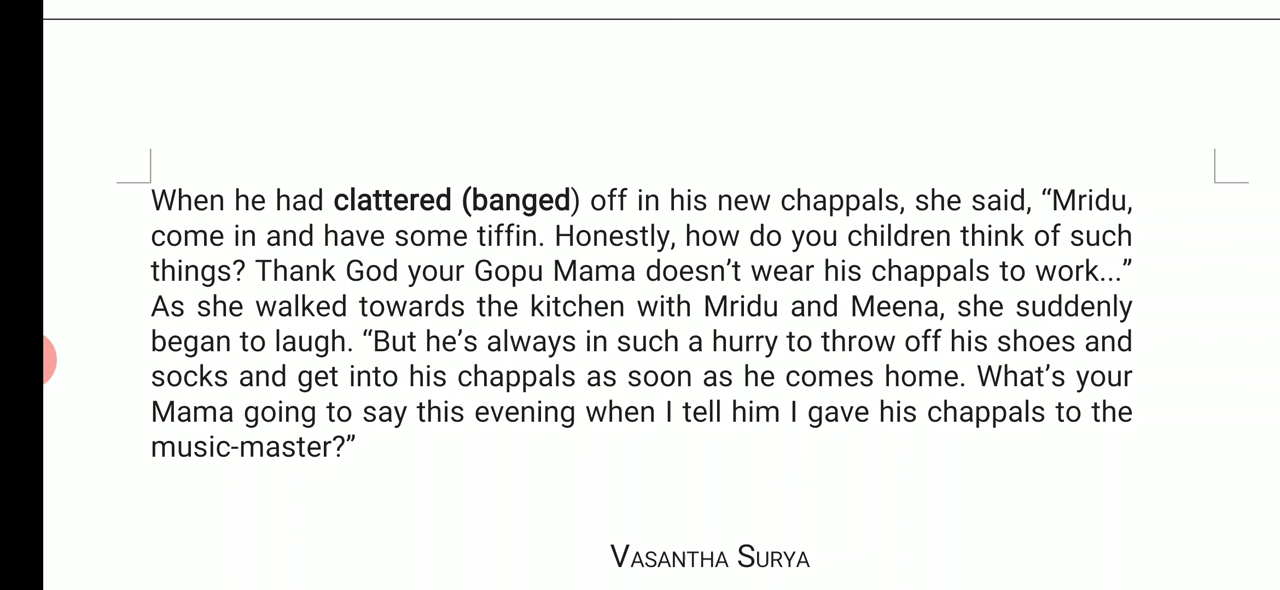 When he had clattered (banged) off in his new chappals, she said, “Mridu,
come in and have some tiffin. Honestly, how do you children think of such
things? Thank God your Gopu Mama doesn’t wear his chappals to work...”
As she walked towards the kitchen with Mridu and Meena, she suddenly
began to laugh. “But he’s always in such a hurry to throw off his shoes and
socks and get into his chappals as soon as he comes home. What’s your
Mama going to say this evening when I tell him I gave his chappals to the
music-master?”
VASANTHA SURYA